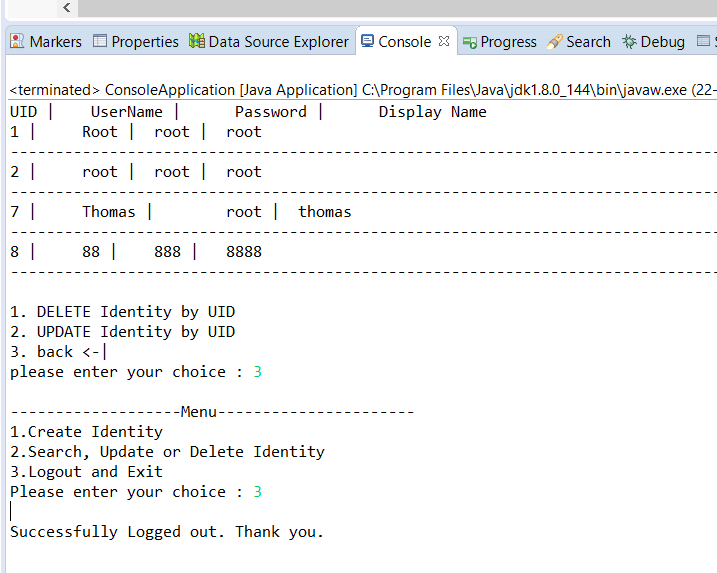 Markers Properties Data Source Explorer Console Progress Search Debug
<terminated> ConsoleApplication [Java Application] C:\Program Files\Java\jdk1.8.0_144\bin\javaw.exe (22-
UID | UserName | Password | Display Name
1 | Root | root | root
--------------------------------------------------------------------------------
2 | root | root | root
--------------------------------------------------------------------------------
7 | Thomas | root | thomas
--------------------------------------------------------------------------------
8 | 88 | 888 | 8888
--------------------------------------------------------------------------------
1. DELETE Identity by UID
2. UPDATE Identity by UID
3. back <-|
please enter your choice : 3
-------------------Menu----------------------
1.Create Identity
2.Search, Update or Delete Identity
3.Logout and Exit
Please enter your choice : 3
Successfully Logged out. Thank you.